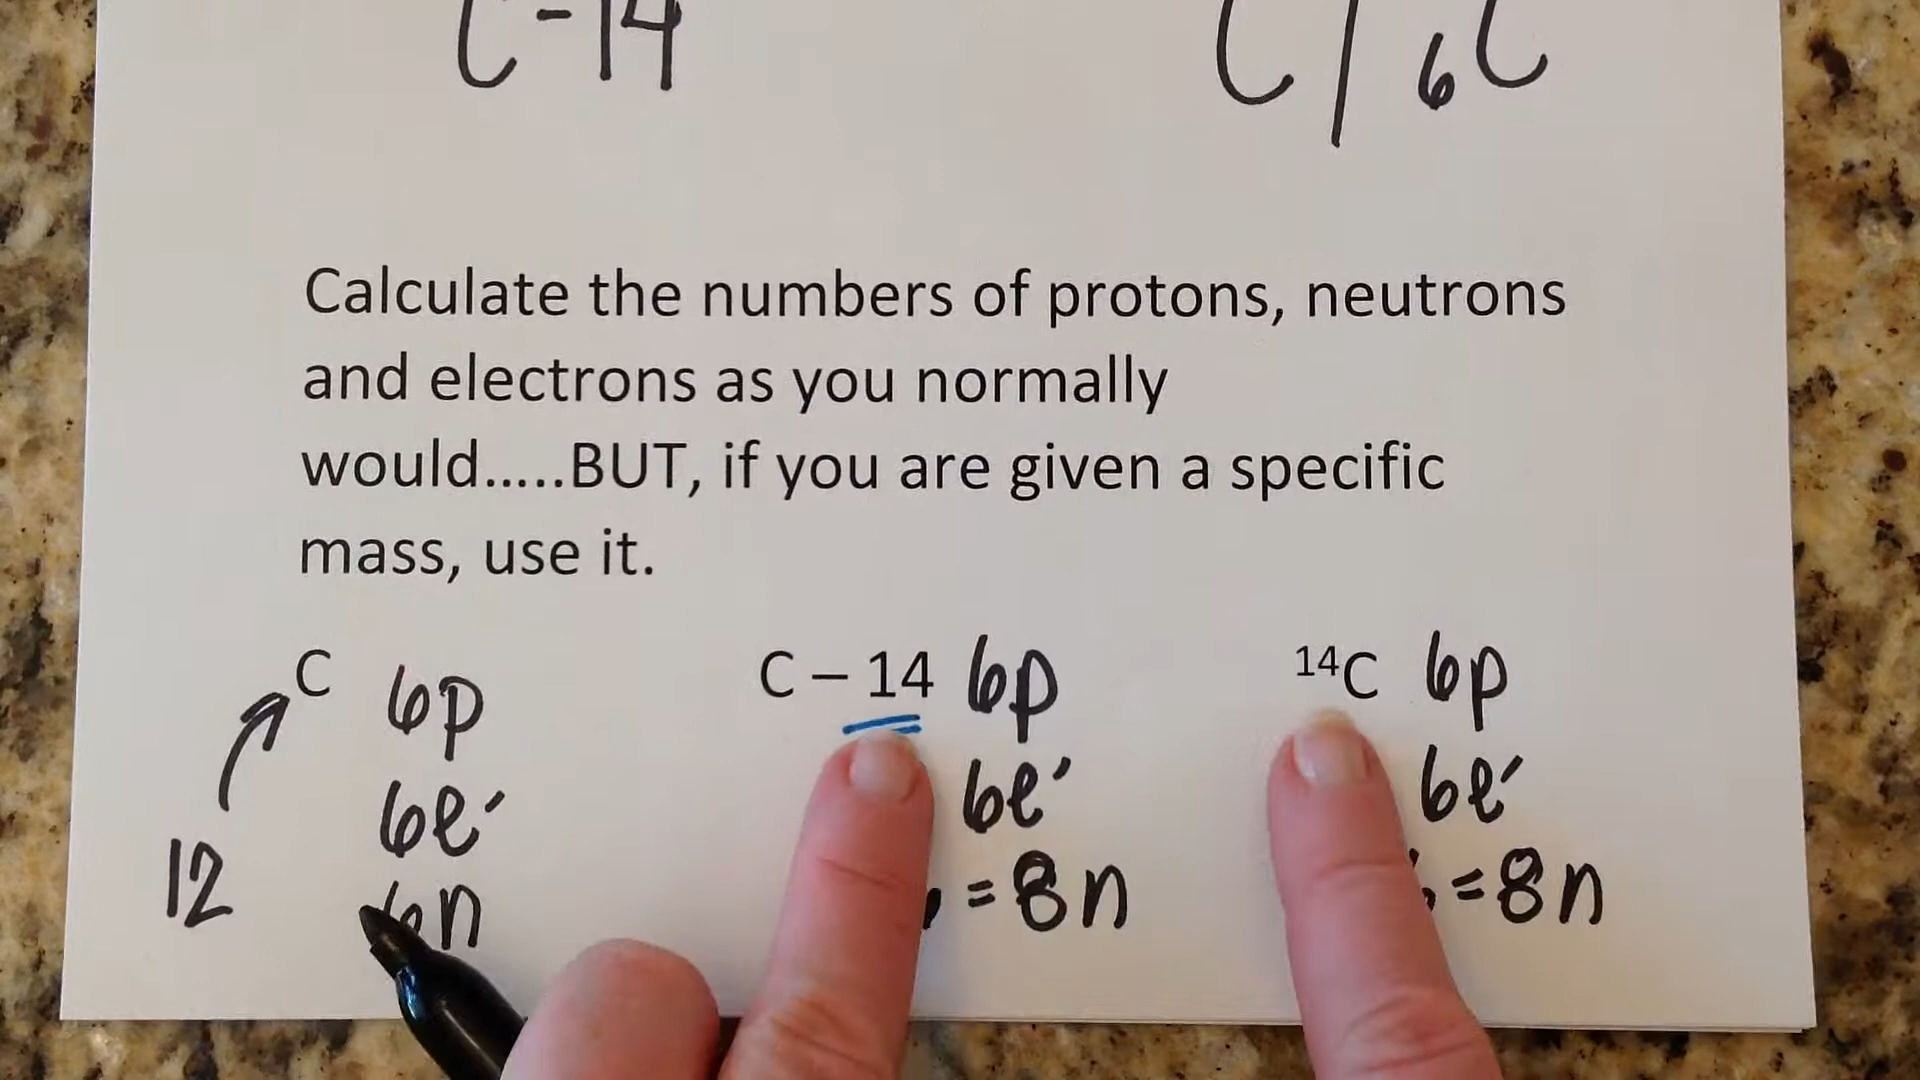 C-14 C / 6C
Calculate the numbers of protons, neutrons
and electrons as you normally
would.....BUT, if you are given a specific
mass, use it.
C 6p C – 14 6p 14C 6p
6e- 6e- 6e-
12 6n = 8n = 8n